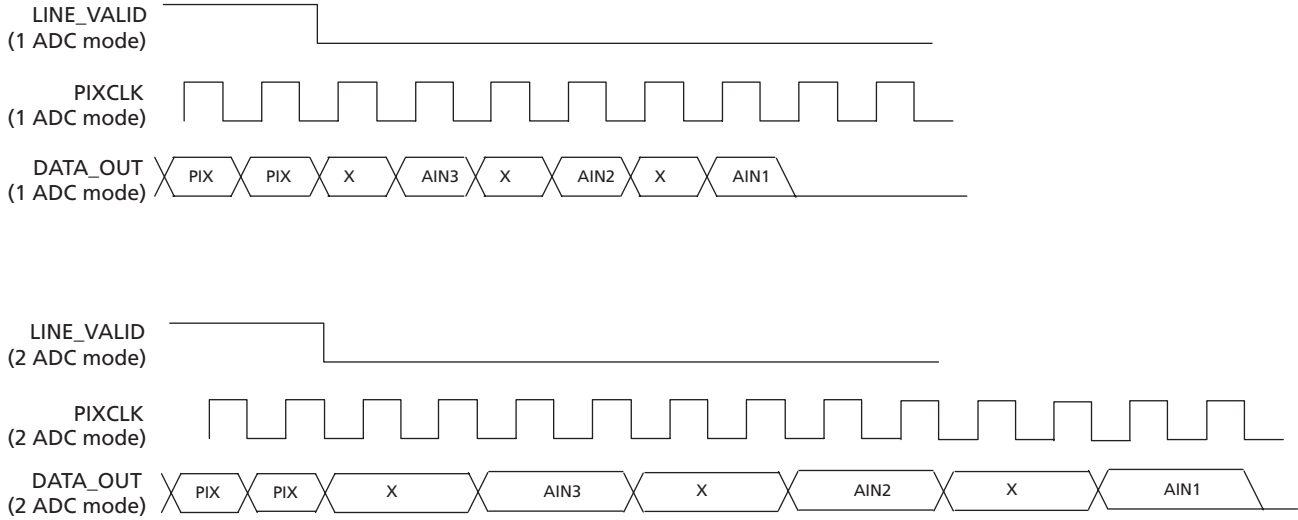 LINE_VALID
(1 ADC mode)
PIXCLK
(1 ADC mode)
DATA_OUT
(1 ADC mode)
PIX PIX X AIN3 X AIN2 X AIN1
LINE_VALID
(2 ADC mode)
PIXCLK
(2 ADC mode)
DATA_OUT
(2 ADC mode)
PIX PIX X AIN3 X AIN2 X AIN1